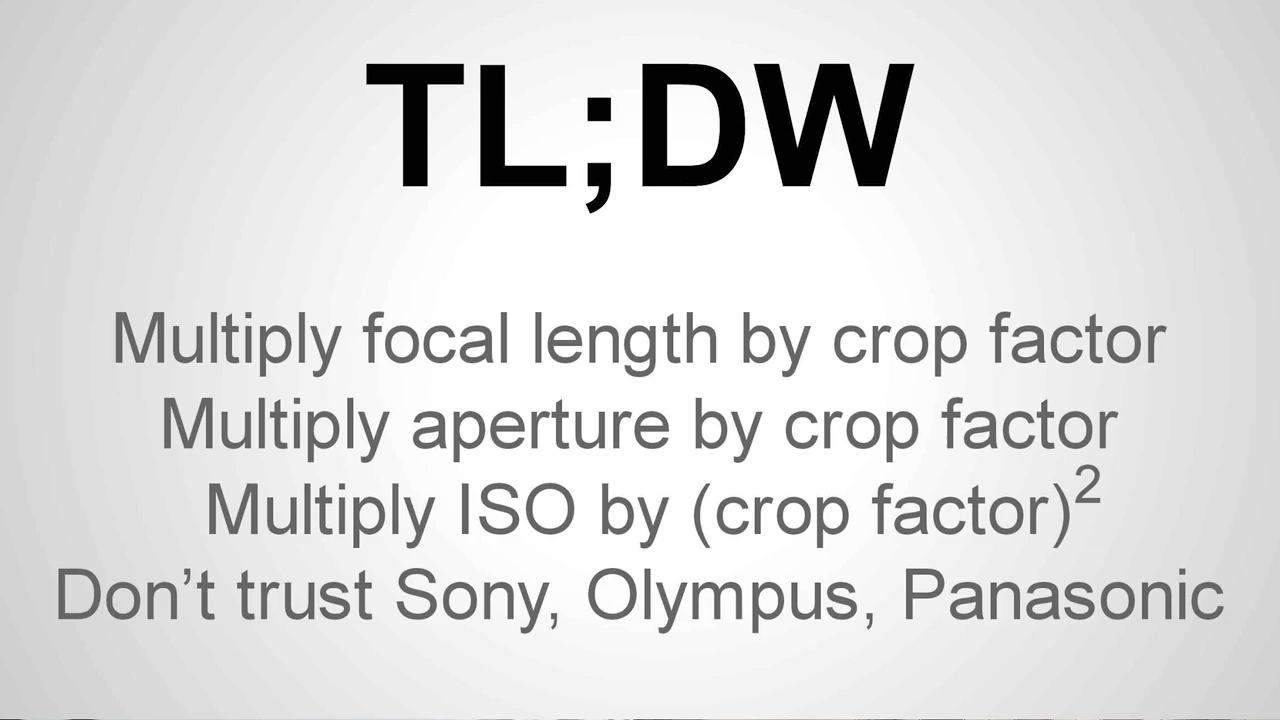 TL;DW
Multiply focal length by crop factor
Multiply aperture by crop factor
Multiply ISO by (crop factor)²
Don’t trust Sony, Olympus, Panasonic